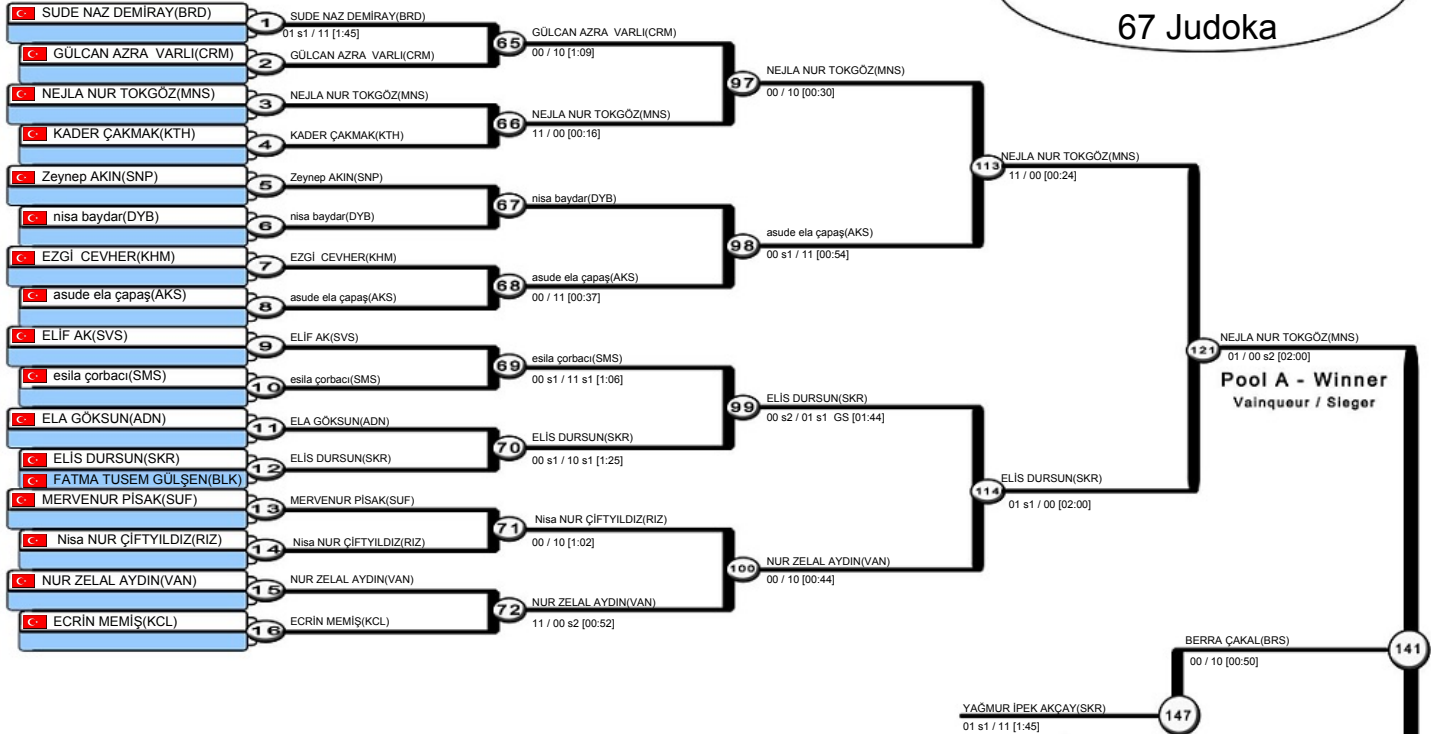 67 Judoka
SUDE NAZ DEMİRAY(BRD)
GÜLCAN AZRA  VARLI(CRM)
NEJLA NUR TOKGÖZ(MNS)
KADER ÇAKMAK(KTH)
Zeynep AKIN(SNP)
nisa baydar(DYB)
EZGİ  CEVHER(KHM)
asude ela çapaş(AKS)
ELİF AK(SVS)
esila çorbacı(SMS)
ELA GÖKSUN(ADN)
ELİS DURSUN(SKR)
FATMA TUSEM GÜLŞEN(BLK)
MERVENUR PİSAK(SUF)
Nisa NUR ÇİFTYILDIZ(RIZ)
NUR ZELAL AYDIN(VAN)
ECRİN MEMİŞ(KCL)
1
SUDE NAZ DEMİRAY(BRD)
01 s1 / 11 [1:45]
2
GÜLCAN AZRA  VARLI(CRM)
3
NEJLA NUR TOKGÖZ(MNS)
4
KADER ÇAKMAK(KTH)
5
Zeynep AKIN(SNP)
6
nisa baydar(DYB)
7
EZGİ  CEVHER(KHM)
8
asude ela çapaş(AKS)
9
ELİF AK(SVS)
10
esila çorbacı(SMS)
11
ELA GÖKSUN(ADN)
12
ELİS DURSUN(SKR)
13
MERVENUR PİSAK(SUF)
14
Nisa NUR ÇİFTYILDIZ(RIZ)
15
NUR ZELAL AYDIN(VAN)
16
ECRİN MEMİŞ(KCL)
65
GÜLCAN AZRA  VARLI(CRM)
00 / 10 [1:09]
66
NEJLA NUR TOKGÖZ(MNS)
11 / 00 [00:16]
67
nisa baydar(DYB)
68
asude ela çapaş(AKS)
00 / 11 [00:37]
69
esila çorbacı(SMS)
00 s1 / 11 s1 [1:06]
70
ELİS DURSUN(SKR)
00 s1 / 10 s1 [1:25]
71
Nisa NUR ÇİFTYILDIZ(RIZ)
00 / 10 [1:02]
72
NUR ZELAL AYDIN(VAN)
11 / 00 s2 [00:52]
97
NEJLA NUR TOKGÖZ(MNS)
00 / 10 [00:30]
98
asude ela çapaş(AKS)
00 s1 / 11 [00:54]
99
ELİS DURSUN(SKR)
00 s2 / 01 s1  GS [01:44]
100
NUR ZELAL AYDIN(VAN)
00 / 10 [00:44]
113
NEJLA NUR TOKGÖZ(MNS)
11 / 00 [00:24]
114
ELİS DURSUN(SKR)
01 s1 / 00 [02:00]
121
NEJLA NUR TOKGÖZ(MNS)
01 / 00 s2 [02:00]
Pool A - Winner
Vainqueur / Sieger
BERRA ÇAKAL(BRS)
00 / 10 [00:50]
141
YAĞMUR İPEK AKÇAY(SKR)
01 s1 / 11 [1:45]
147